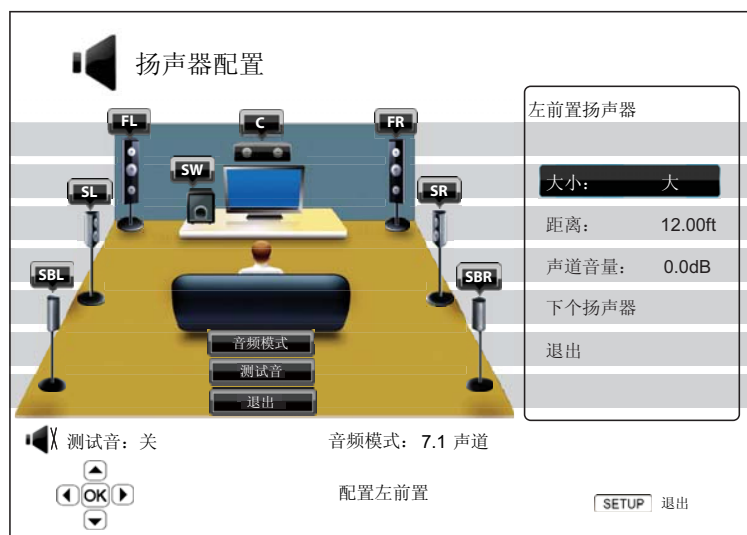 扬声器配置
FL
C
FR
SW
SL
SR
SBL
SBR
音频模式
测试音
退出
左前置扬声器
大小： 大
距离： 12.00ft
声道音量： 0.0dB
下个扬声器
退出
测试音：关
音频模式：7.1 声道
OK
配置左前置
SETUP 退出